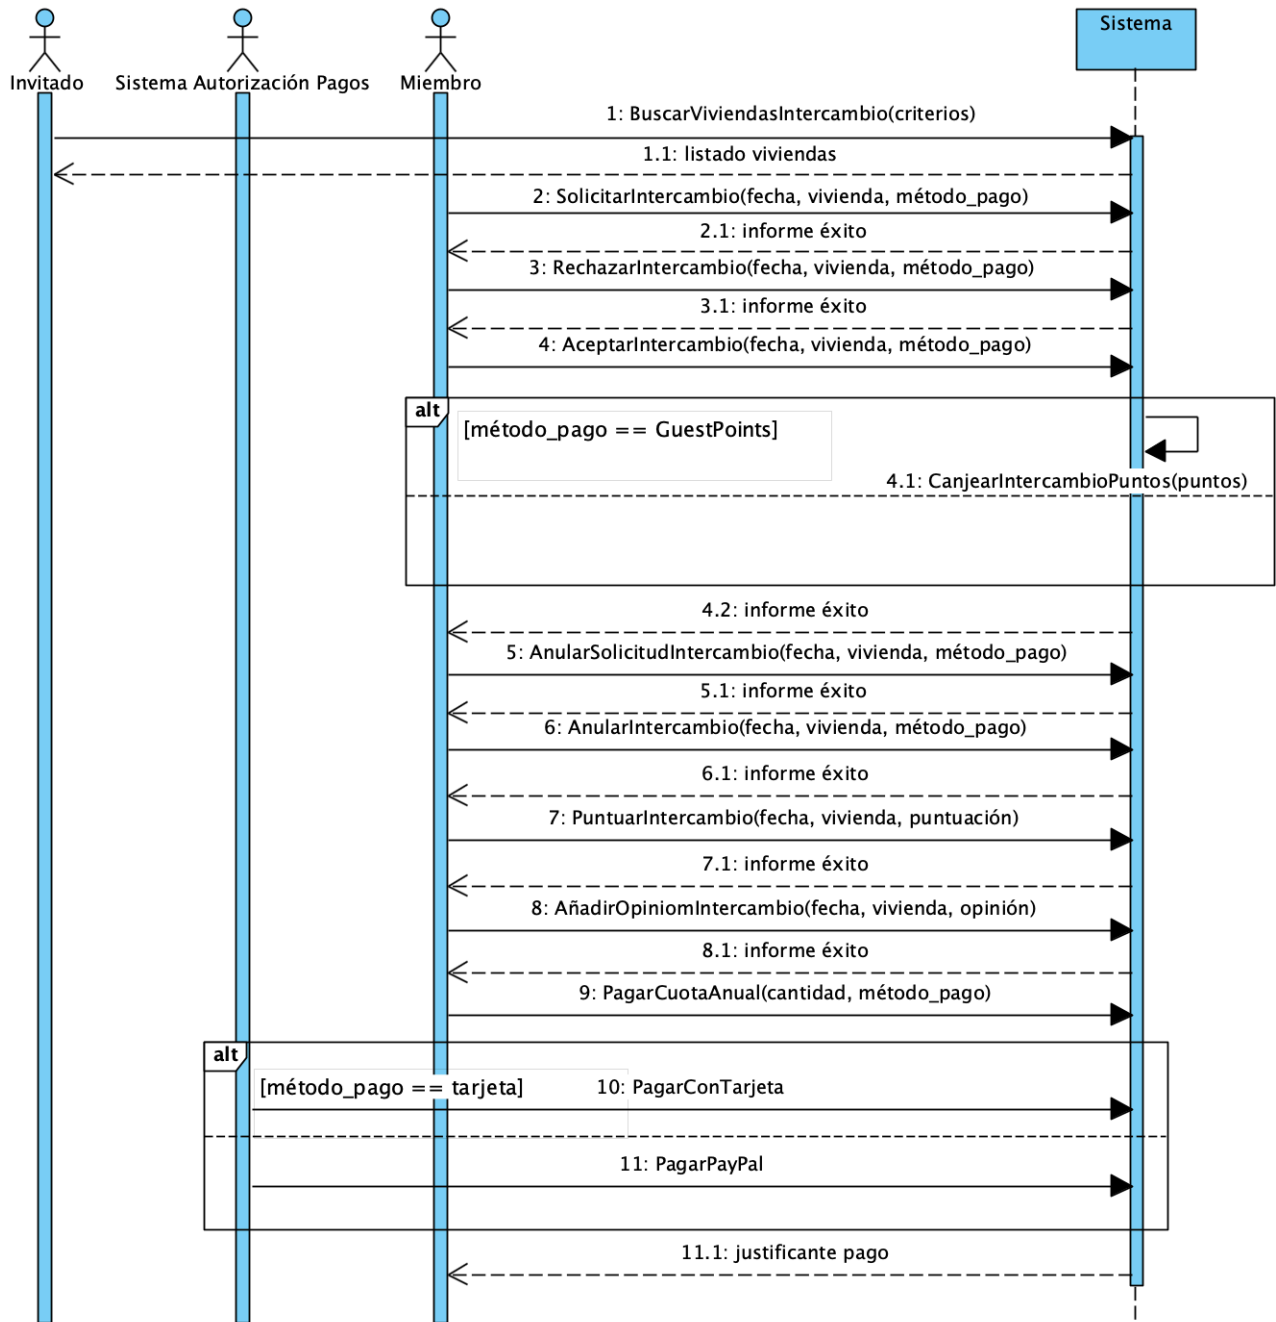 Invitado
Sistema Autorización Pagos
Miembro
Sistema
1: BuscarViviendasIntercambio(criterios)
1.1: listado viviendas
2: SolicitarIntercambio(fecha, vivienda, método_pago)
2.1: informe éxito
3: RechazarIntercambio(fecha, vivienda, método_pago)
3.1: informe éxito
4: AceptarIntercambio(fecha, vivienda, método_pago)
alt
[método_pago == GuestPoints]
4.1: CanjearIntercambioPuntos(puntos)
4.2: informe éxito
5: AnularSolicitudIntercambio(fecha, vivienda, método_pago)
5.1: informe éxito
6: AnularIntercambio(fecha, vivienda, método_pago)
6.1: informe éxito
7: PuntuarIntercambio(fecha, vivienda, puntuación)
7.1: informe éxito
8: AñadirOpiniomIntercambio(fecha, vivienda, opinión)
8.1: informe éxito
9: PagarCuotaAnual(cantidad, método_pago)
alt
[método_pago == tarjeta]
10: PagarConTarjeta
11: PagarPayPal
11.1: justificante pago